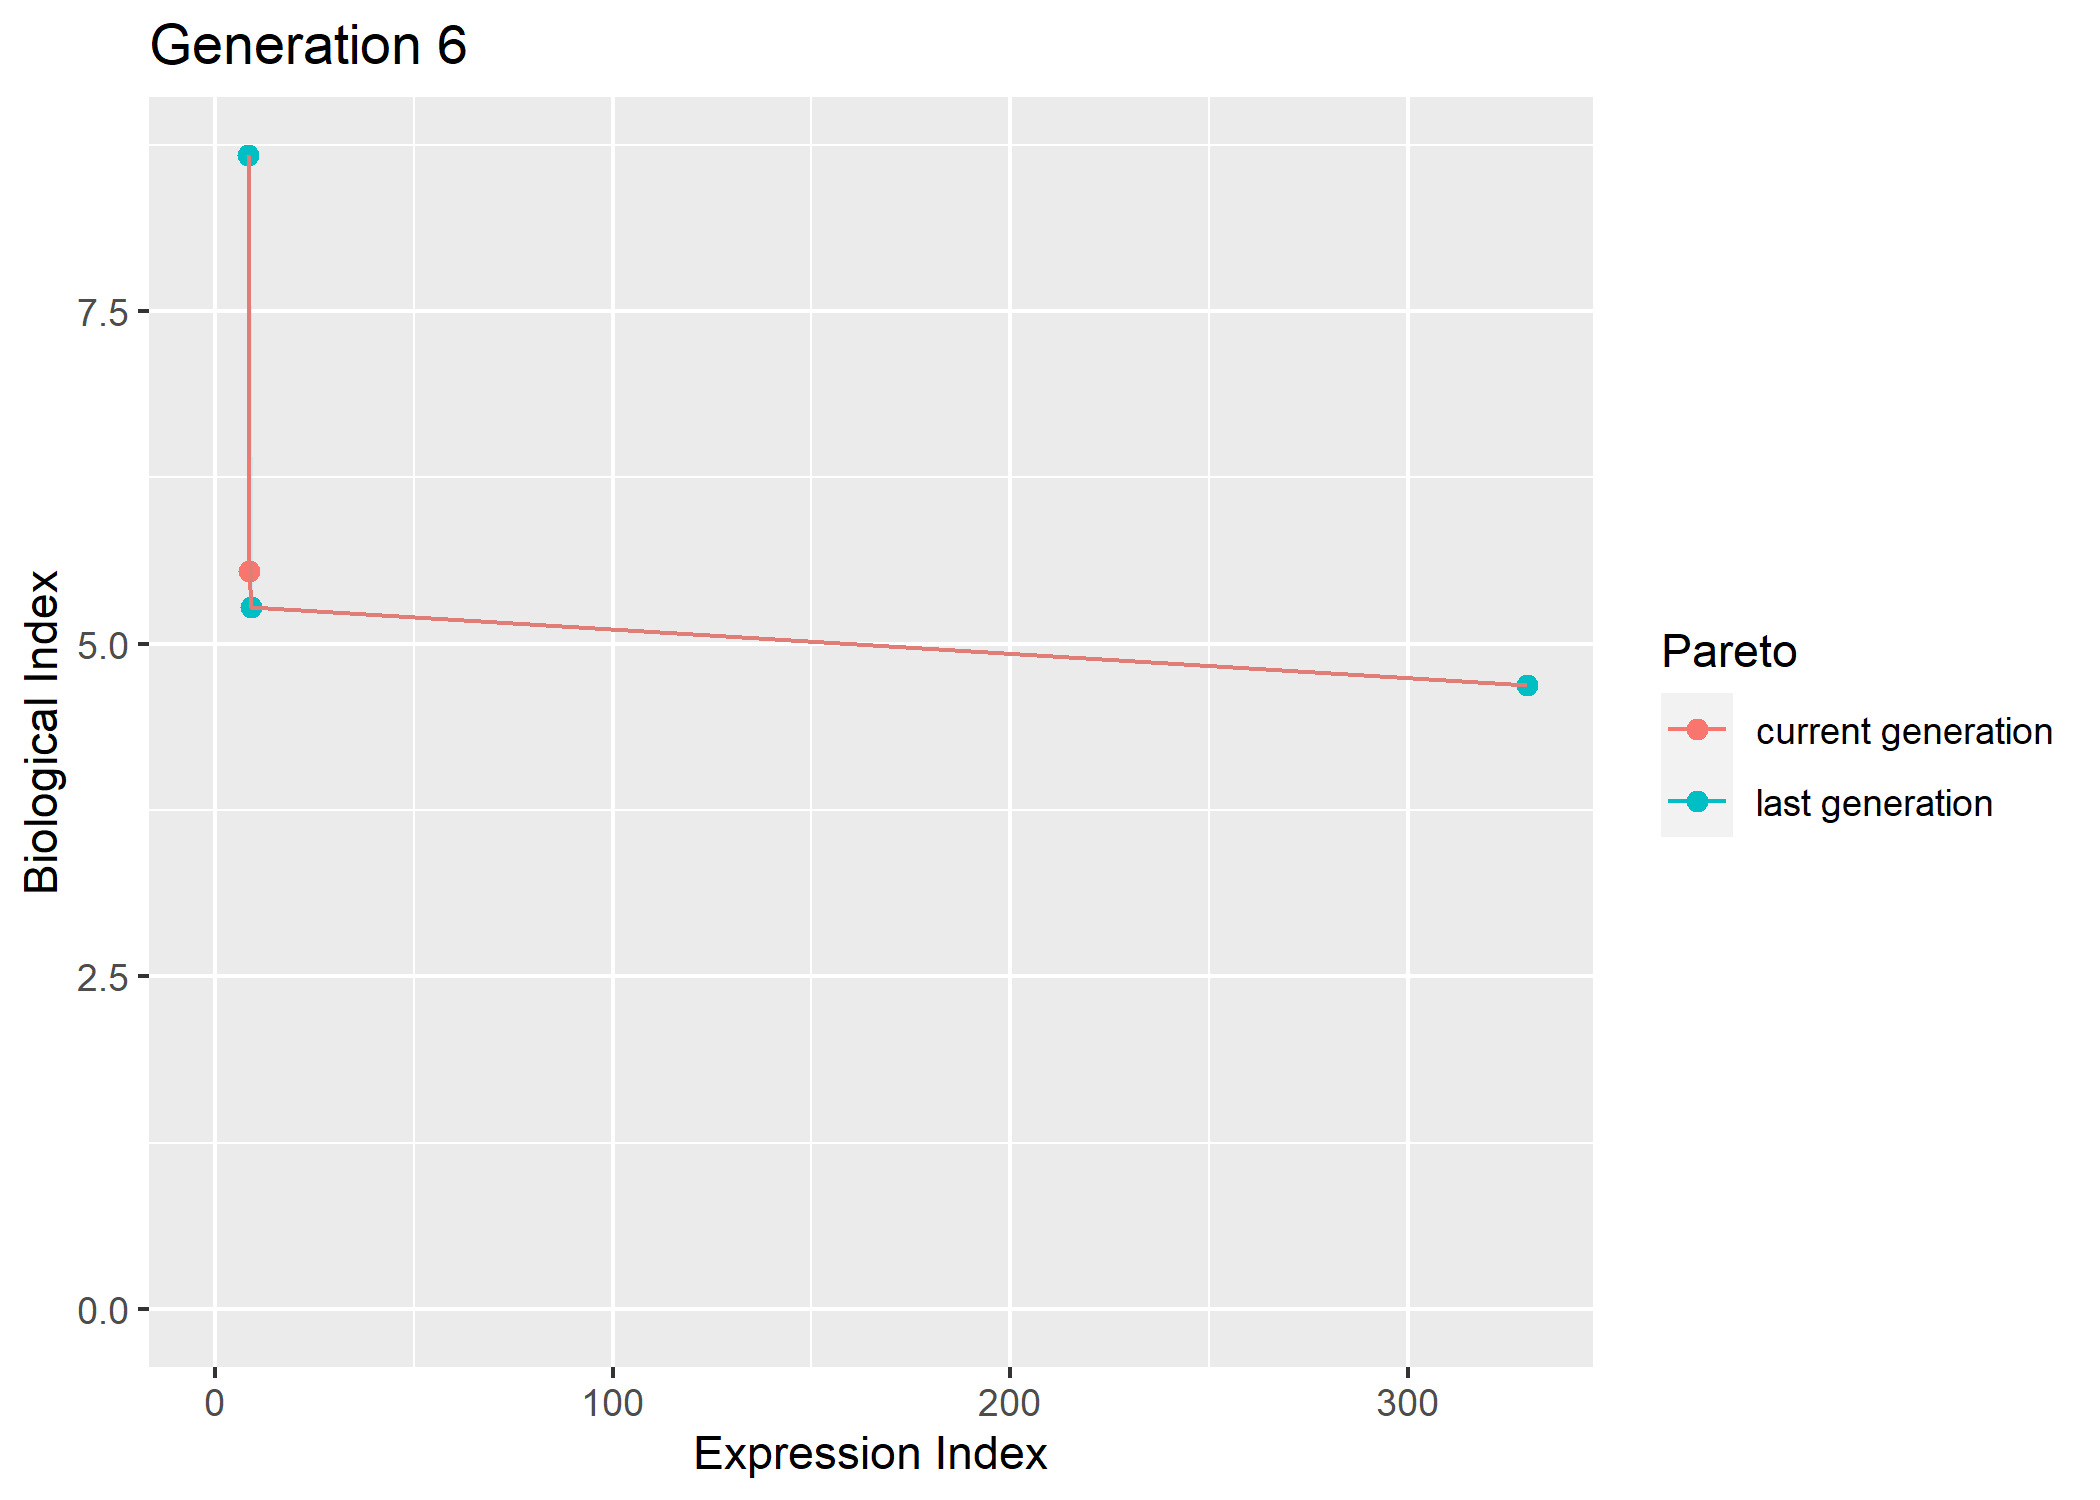 Generation 6
7.5
5.0
2.5
0.0
Biological Index
0
100
200
300
Expression Index
Pareto
current generation
last generation